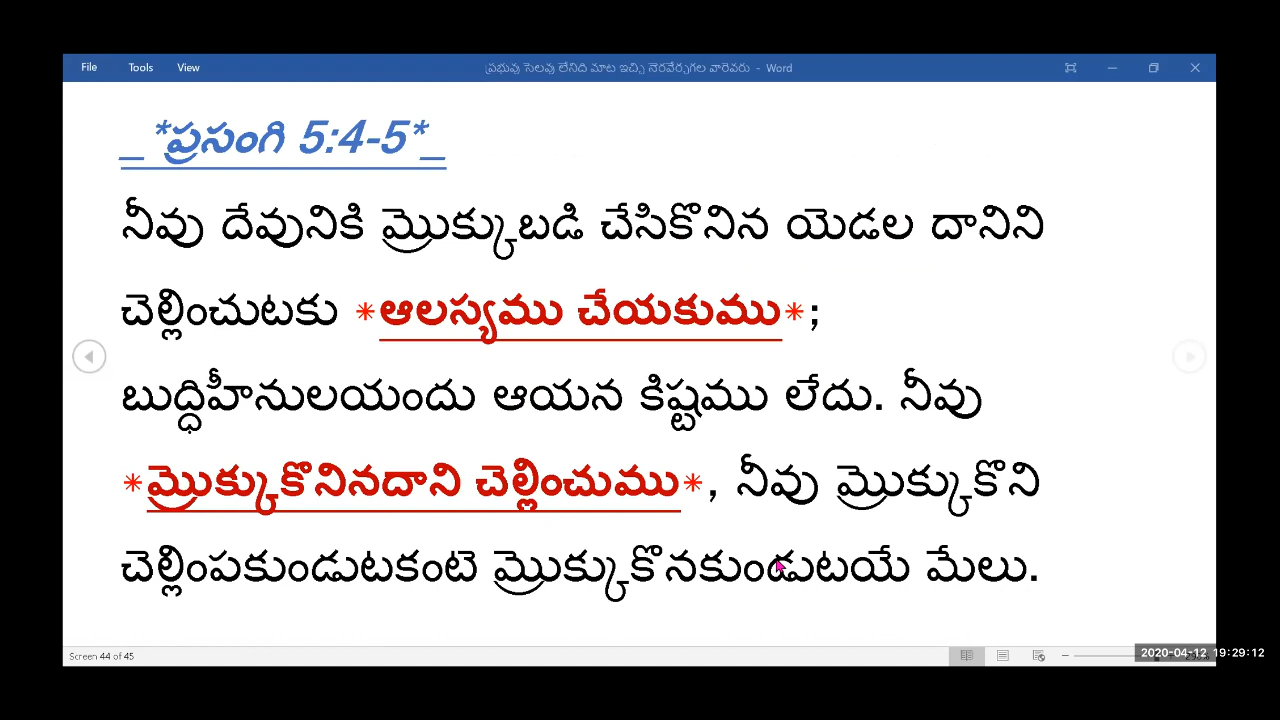 File Tools View ప్రభువు సెలవు లేనిది మాట ఇచ్చి నెరవేర్చగల వారెవరు - Word
_ *ప్రసంగి 5:4-5*_
నీవు దేవునికి మ్రొక్కుబడి చేసికొనిన యెడల దానిని
చెల్లించుటకు *ఆలస్యము చేయకుము*;
బుద్ధిహీనులయందు ఆయన కిష్టము లేదు. నీవు
*మ్రొక్కుకొనినదాని చెల్లించుము*, నీవు మ్రొక్కుకొని
చెల్లింపకుండుటకంటె మ్రొక్కుకొనకుండుటయే మేలు.
Screen 44 of 45
2020-04-12 19:29:12